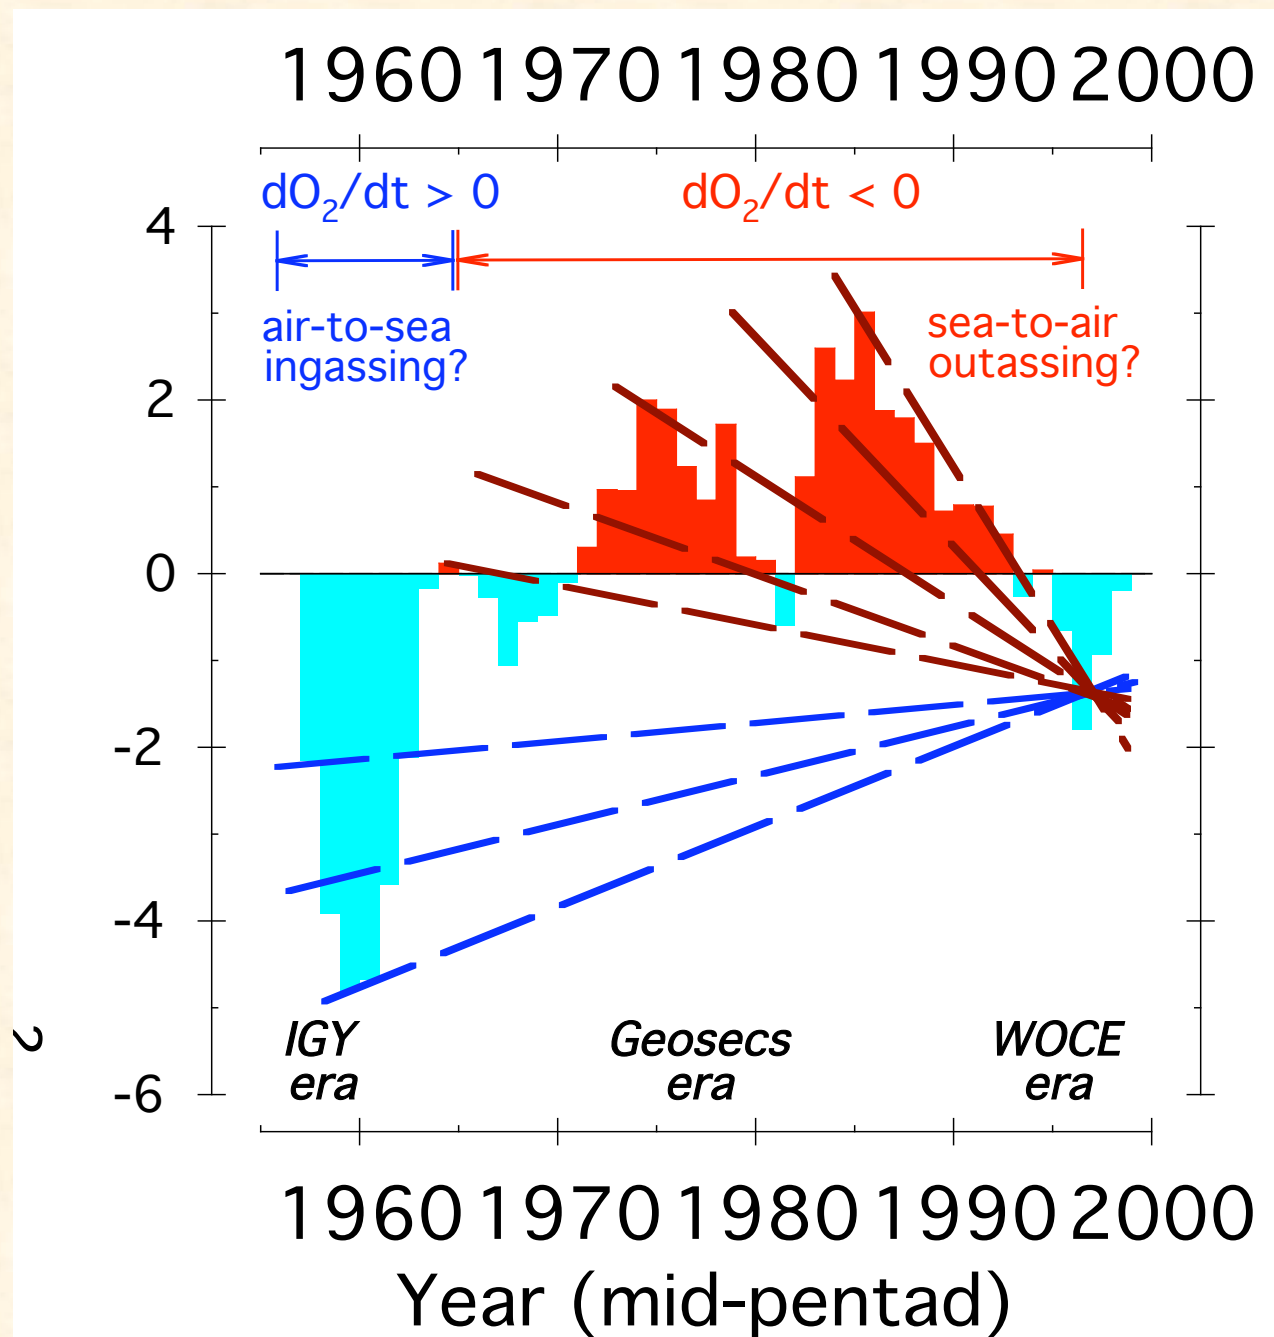 1960 1970 1980 1990 2000
dO₂/dt > 0
dO₂/dt < 0
4
air-to-sea
ingassing?
sea-to-air
outassing?
2
0
-2
-4
IGY
era
Geosecs
era
WOCE
era
2
-6
1960 1970 1980 1990 2000
Year (mid-pentad)